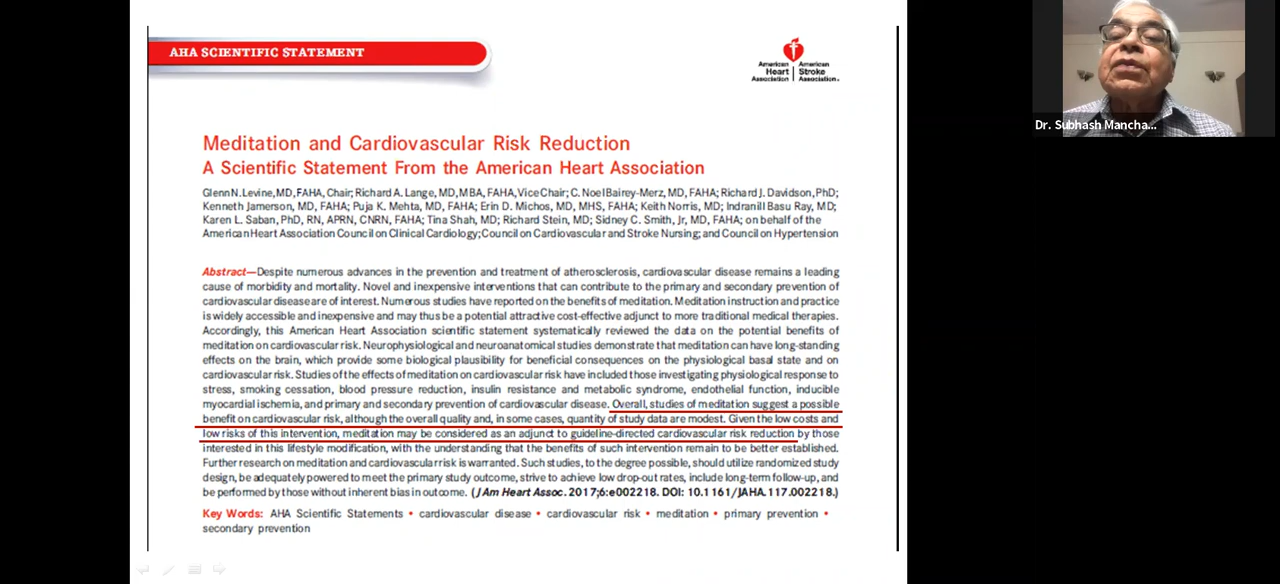 AHA SCIENTIFIC STATEMENT
American Heart Association
American Stroke Association®
Meditation and Cardiovascular Risk Reduction
A Scientific Statement From the American Heart Association
Glenn N. Levine, MD, FAHA, Chair; Richard A. Lange, MD, MBA, FAHA, Vice Chair; C. Noel Bairey-Merz, MD, FAHA; Richard J. Davidson, PhD;
Kenneth Jamerson, MD, FAHA; Puja K. Mehta, MD, FAHA; Erin D. Michos, MD, MHS, FAHA; Keith Norris, MD; Indranill Basu Ray, MD;
Karen L. Saban, PhD, RN, APRN, CNRN, FAHA; Tina Shah, MD; Richard Stein, MD; Sidney C. Smith, Jr, MD, FAHA; on behalf of the
American Heart Association Council on Clinical Cardiology; Council on Cardiovascular and Stroke Nursing; and Council on Hypertension
Abstract—Despite numerous advances in the prevention and treatment of atherosclerosis, cardiovascular disease remains a leading
cause of morbidity and mortality. Novel and inexpensive interventions that can contribute to the primary and secondary prevention of
cardiovascular disease are of interest. Numerous studies have reported on the benefits of meditation. Meditation instruction and practice
is widely accessible and inexpensive and may thus be a potential attractive cost-effective adjunct to more traditional medical therapies.
Accordingly, this American Heart Association scientific statement systematically reviewed the data on the potential benefits of
meditation on cardiovascular risk. Neurophysiological and neuroanatomical studies demonstrate that meditation can have long-standing
effects on the brain, which provide some biological plausibility for beneficial consequences on the physiological basal state and on
cardiovascular risk. Studies of the effects of meditation on cardiovascular risk have included those investigating physiological response to
stress, smoking cessation, blood pressure reduction, insulin resistance and metabolic syndrome, endothelial function, inducible
myocardial ischemia, and primary and secondary prevention of cardiovascular disease. Overall, studies of meditation suggest a possible
benefit on cardiovascular risk, although the overall quality and, in some cases, quantity of study data are modest. Given the low costs and
low risks of this intervention, meditation may be considered as an adjunct to guideline-directed cardiovascular risk reduction by those
interested in this lifestyle modification, with the understanding that the benefits of such intervention remain to be better established.
Further research on meditation and cardiovascular risk is warranted. Such studies, to the degree possible, should utilize randomized study
design, be adequately powered to meet the primary study outcome, strive to achieve low drop-out rates, include long-term follow-up, and
be performed by those without inherent bias in outcome. (J Am Heart Assoc. 2017;6:e002218. DOI: 10.1161/JAHA.117.002218.)
Key Words: AHA Scientific Statements • cardiovascular disease • cardiovascular risk • meditation • primary prevention •
secondary prevention
Dr. Subhash Mancha...